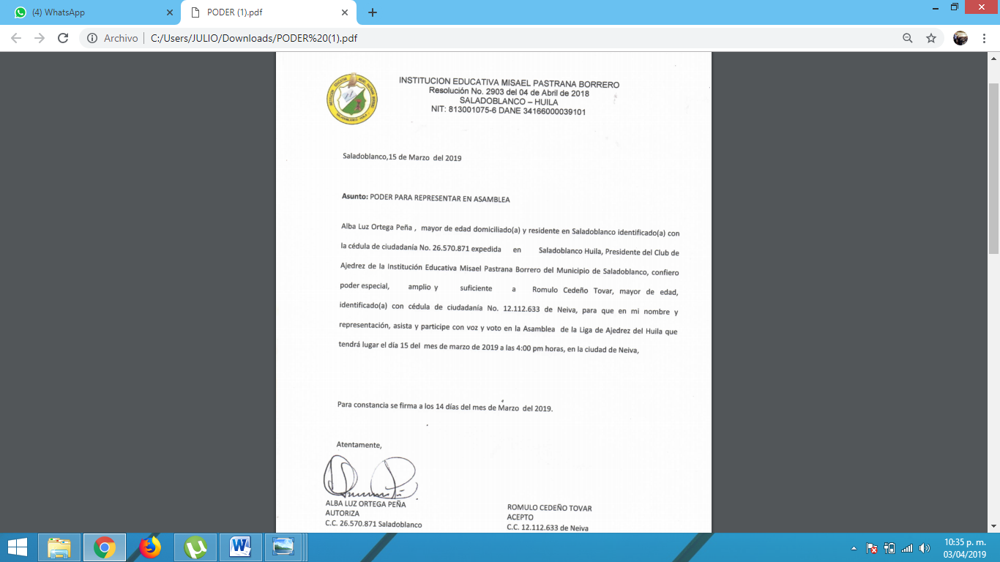 (4) WhatsApp
PODER (1).pdf
Archivo
C:/Users/JULIO/Downloads/PODER%20(1).pdf
INSTITUCION EDUCATIVA MISAEL PASTRANA BORRERO
Resolución No. 2903 del 04 de Abril de 2018
SALADOBLANCO – HUILA
NIT: 813001075-6 DANE 34166000039101
Saladoblanco,15 de Marzo del 2019
Asunto: PODER PARA REPRESENTAR EN ASAMBLEA
Alba Luz Ortega Peña , mayor de edad domiciliado(a) y residente en Saladoblanco identificado(a) con
la cédula de ciudadanía No. 26.570.871 expedida en Saladoblanco Huila, Presidente del Club de
Ajedrez de la Institución Educativa Misael Pastrana Borrero del Municipio de Saladoblanco, confiero
poder especial, amplio y suficiente a Romulo Cedeño Tovar, mayor de edad,
identificado(a) con cédula de ciudadanía No. 12.112.633 de Neiva, para que en mi nombre y
representación, asista y participe con voz y voto en la Asamblea de la Liga de Ajedrez del Huila que
tendrá lugar el día 15 del mes de marzo de 2019 a las 4:00 pm horas, en la ciudad de Neiva,
Para constancia se firma a los 14 días del mes de Marzo del 2019.
Atentamente,
ALBA LUZ ORTEGA PEÑA
AUTORIZA
C.C. 26.570.871 Saladoblanco
ROMULO CEDEÑO TOVAR
ACEPTO
C.C. 12.112.633 de Neiva
10:35 p. m.
03/04/2019